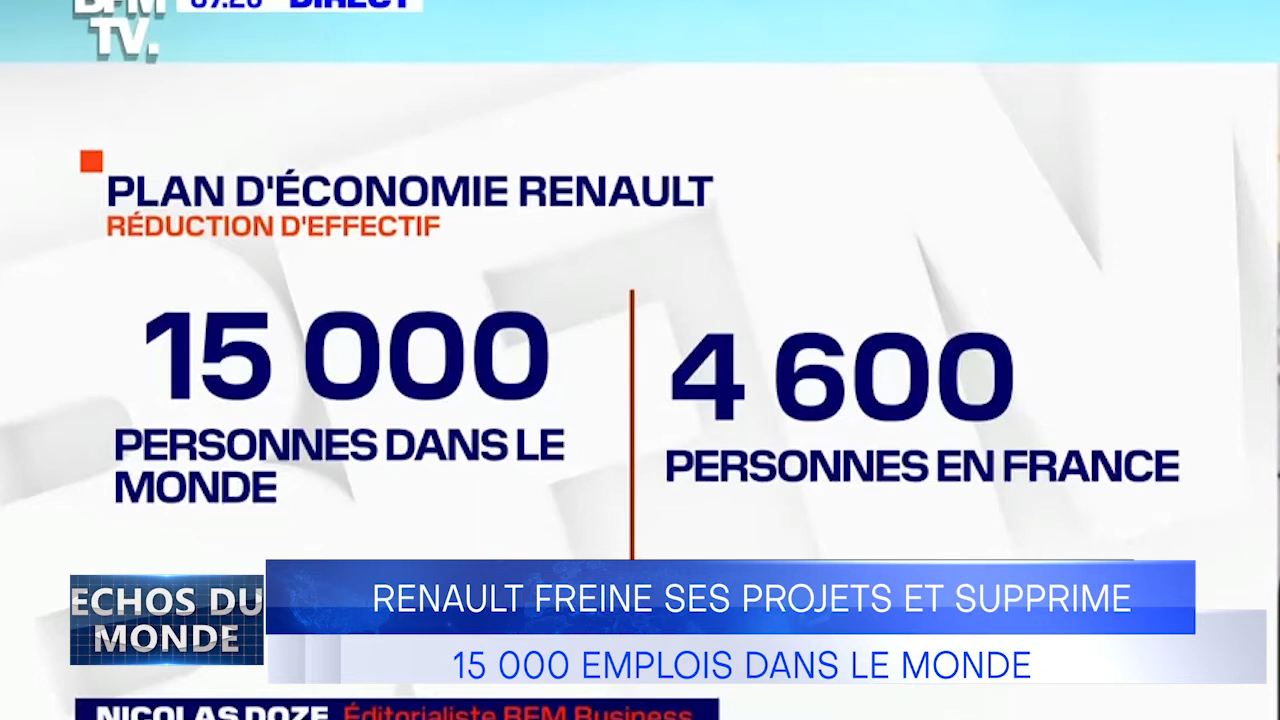 BFM
07:20 DIRECT
TV.
PLAN D'ÉCONOMIE RENAULT
RÉDUCTION D'EFFECTIF
15 000
PERSONNES DANS LE
MONDE
4 600
PERSONNES EN FRANCE
ECHOS DU
MONDE
RENAULT FREINE SES PROJETS ET SUPPRIME
15 000 EMPLOIS DANS LE MONDE
NICOLAS DOZE Éditorialiste BFM Business